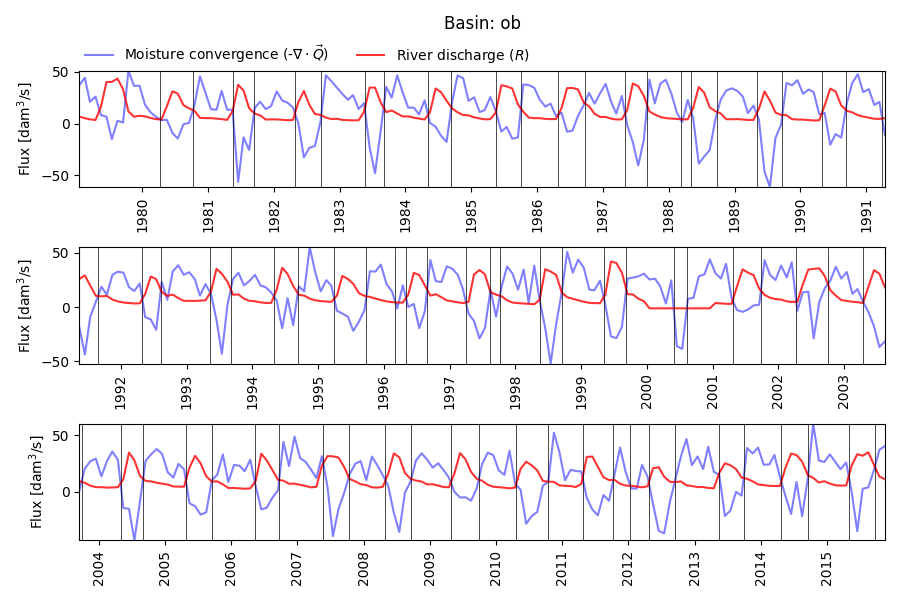 Basin: ob
Moisture convergence (-∇ · Q⃗) River discharge (R)
Flux [dam³/s]
50
0
−50
1980 1981 1982 1983 1984 1985 1986 1987 1988 1989 1990 1991
Flux [dam³/s]
50
0
−50
1992 1993 1994 1995 1996 1997 1998 1999 2000 2001 2002 2003
Flux [dam³/s]
50
0
2004 2005 2006 2007 2008 2009 2010 2011 2012 2013 2014 2015